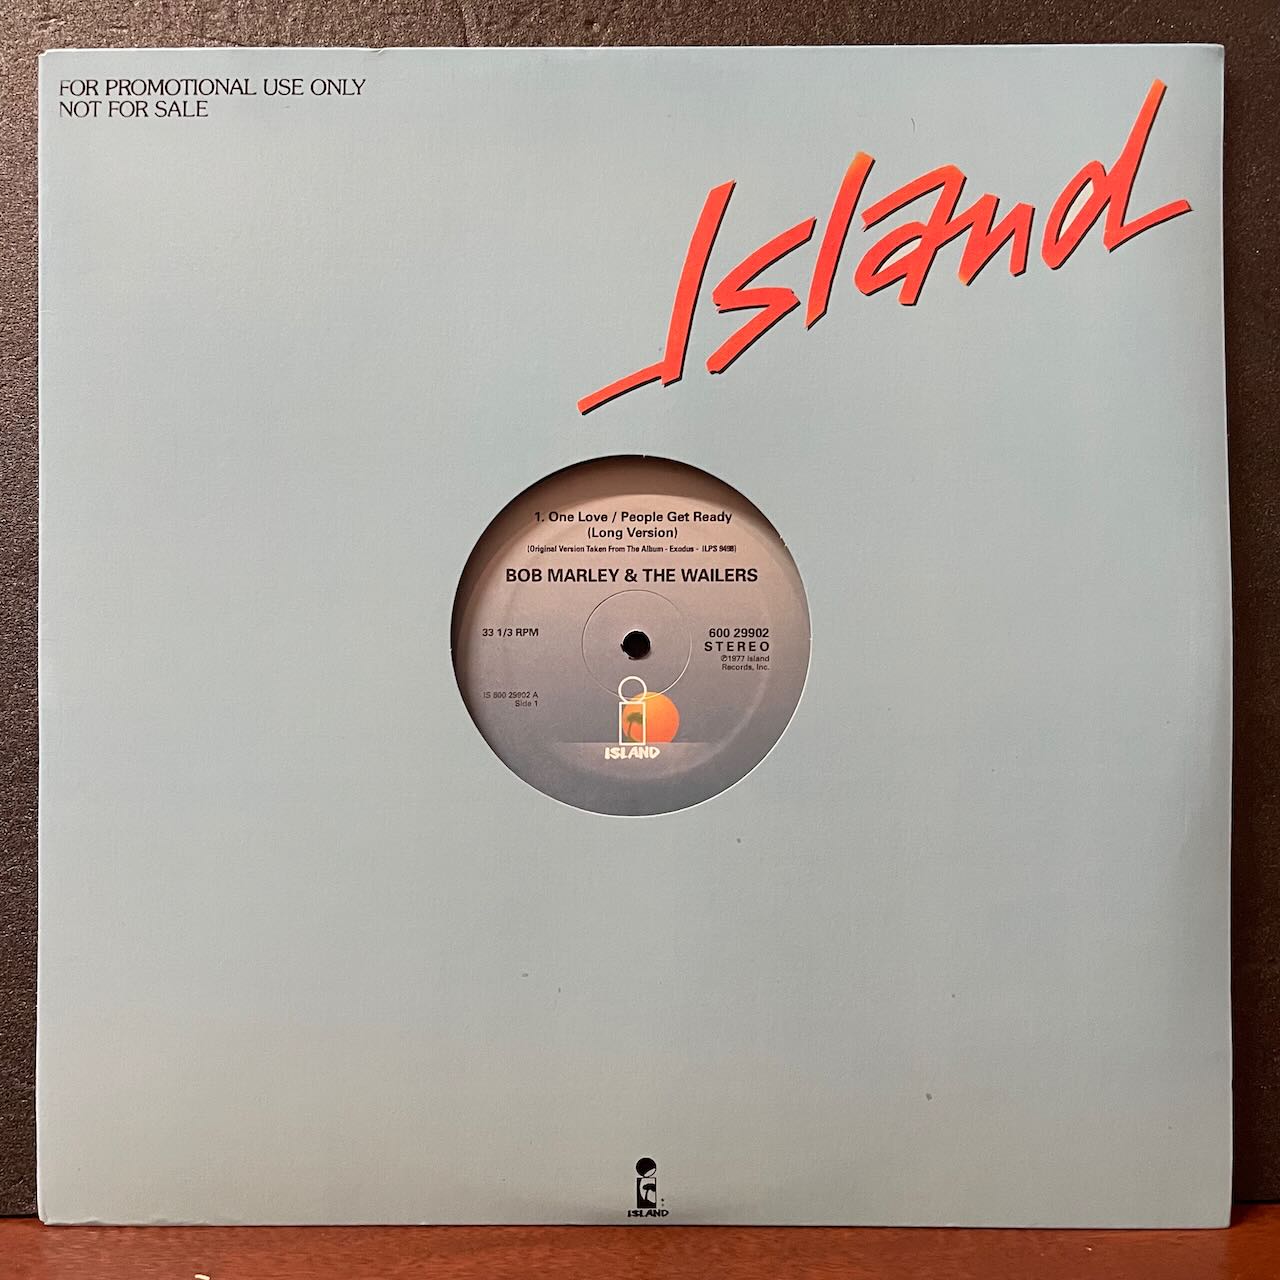 FOR PROMOTIONAL USE ONLY
NOT FOR SALE
Island
1. One Love / People Get Ready
(Long Version)
(Original Version Taken From The Album - Exodus - ILPS 9498)
BOB MARLEY & THE WAILERS
33 1/3 RPM
600 29902
STEREO
℗1977 Island
Records, Inc.
IS 600 29902 A
Side 1
ISLAND
ISLAND